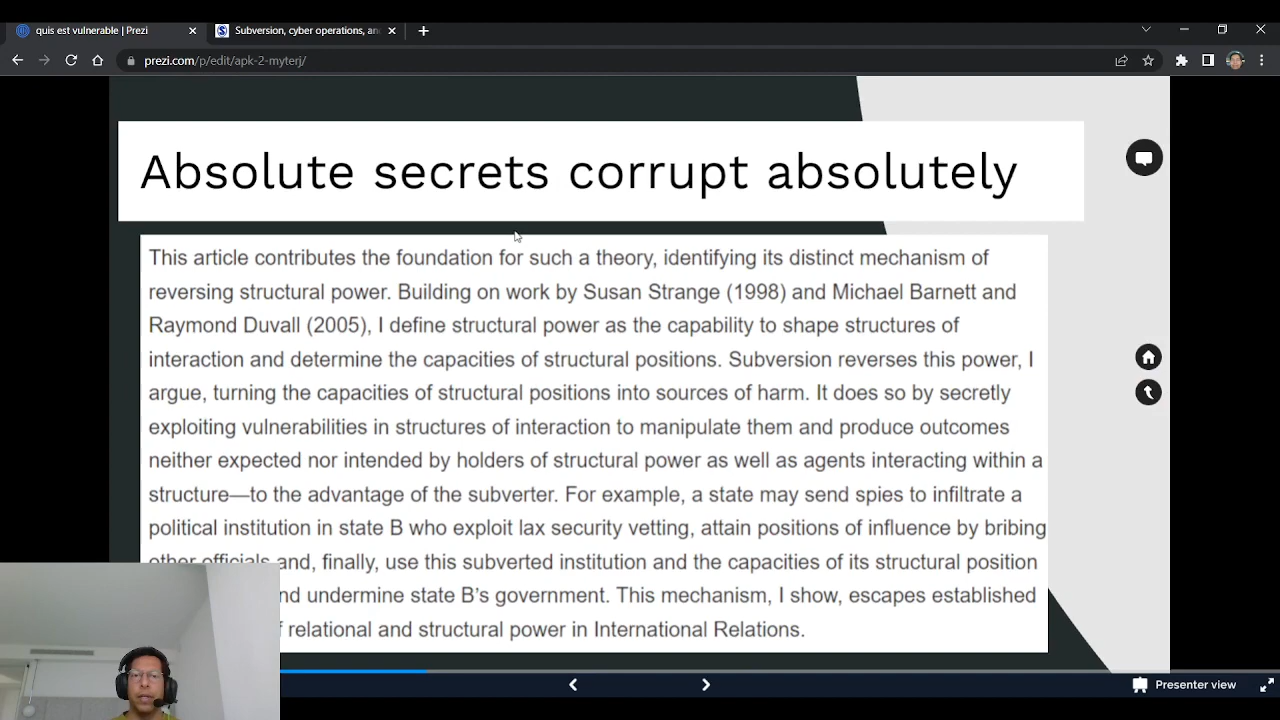 quis est vulnerable | Prezi
Subversion, cyber operations, an
prezi.com/p/edit/apk-2-myterj/
Absolute secrets corrupt absolutely
This article contributes the foundation for such a theory, identifying its distinct mechanism of
reversing structural power. Building on work by Susan Strange (1998) and Michael Barnett and
Raymond Duvall (2005), I define structural power as the capability to shape structures of
interaction and determine the capacities of structural positions. Subversion reverses this power, I
argue, turning the capacities of structural positions into sources of harm. It does so by secretly
exploiting vulnerabilities in structures of interaction to manipulate them and produce outcomes
neither expected nor intended by holders of structural power as well as agents interacting within a
structure—to the advantage of the subverter. For example, a state may send spies to infiltrate a
political institution in state B who exploit lax security vetting, attain positions of influence by bribing
other officials and, finally, use this subverted institution and the capacities of its structural position
nd undermine state B's government. This mechanism, I show, escapes established
relational and structural power in International Relations.
Presenter view